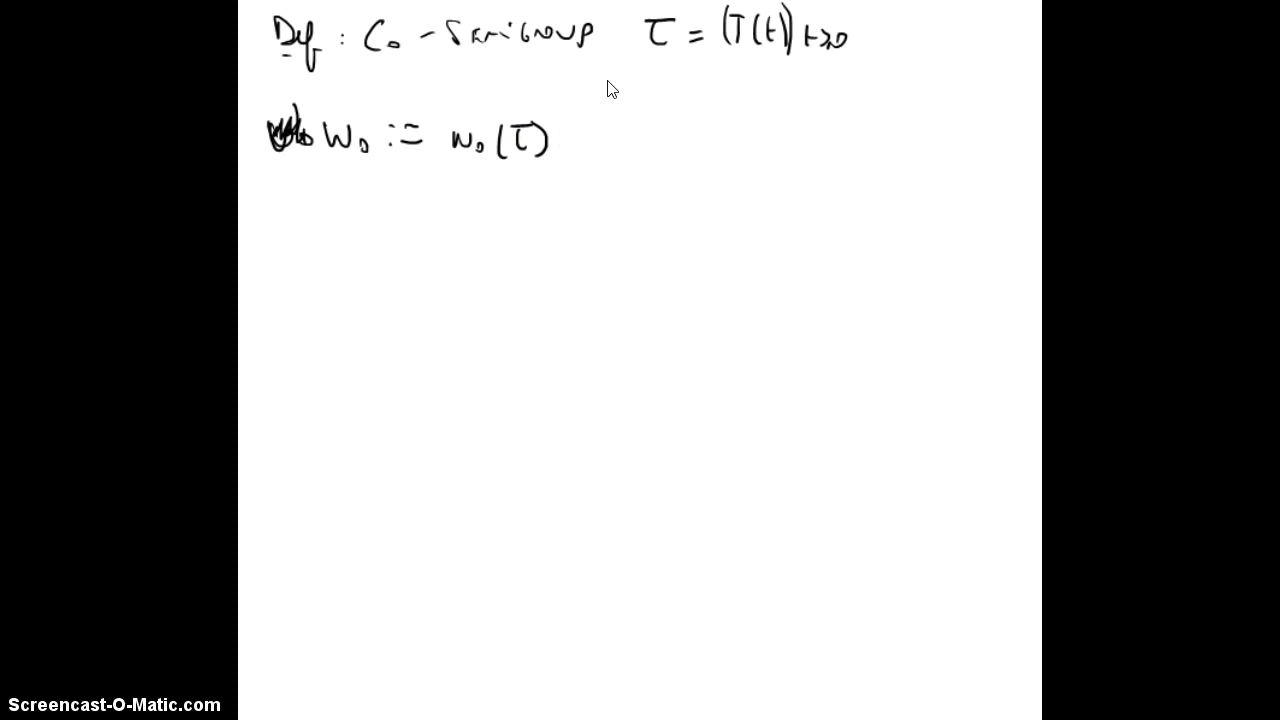 Def : C₀ - Semigroup τ = (T(t))t≥0
W₀ := W₀(τ)
Screencast-O-Matic.com